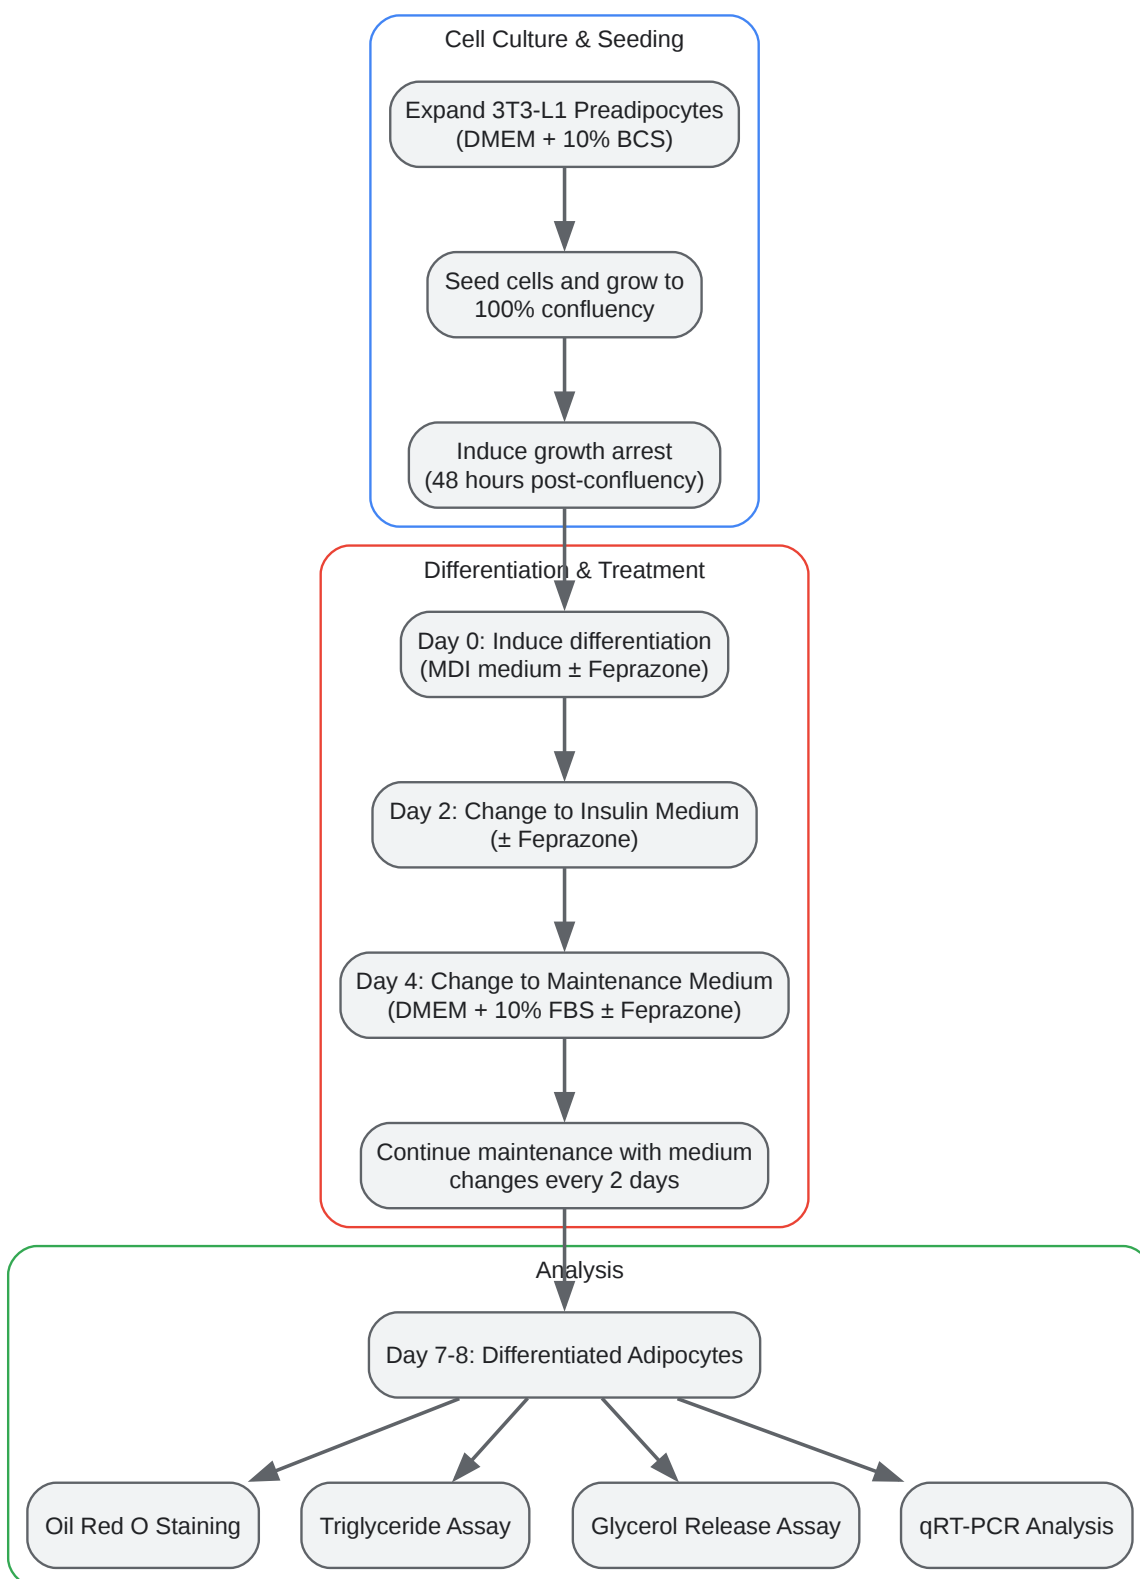 Cell Culture & Seeding
Expand 3T3-L1 Preadipocytes
(DMEM + 10% BCS)
Seed cells and grow to
100% confluency
Induce growth arrest
(48 hours post-confluency)
Differentiation & Treatment
Day 0: Induce differentiation
(MDI medium ± Feprazone)
Day 2: Change to Insulin Medium
(± Feprazone)
Day 4: Change to Maintenance Medium
(DMEM + 10% FBS ± Feprazone)
Continue maintenance with medium
changes every 2 days
Analysis
Day 7-8: Differentiated Adipocytes
Oil Red O Staining
Triglyceride Assay
Glycerol Release Assay
qRT-PCR Analysis